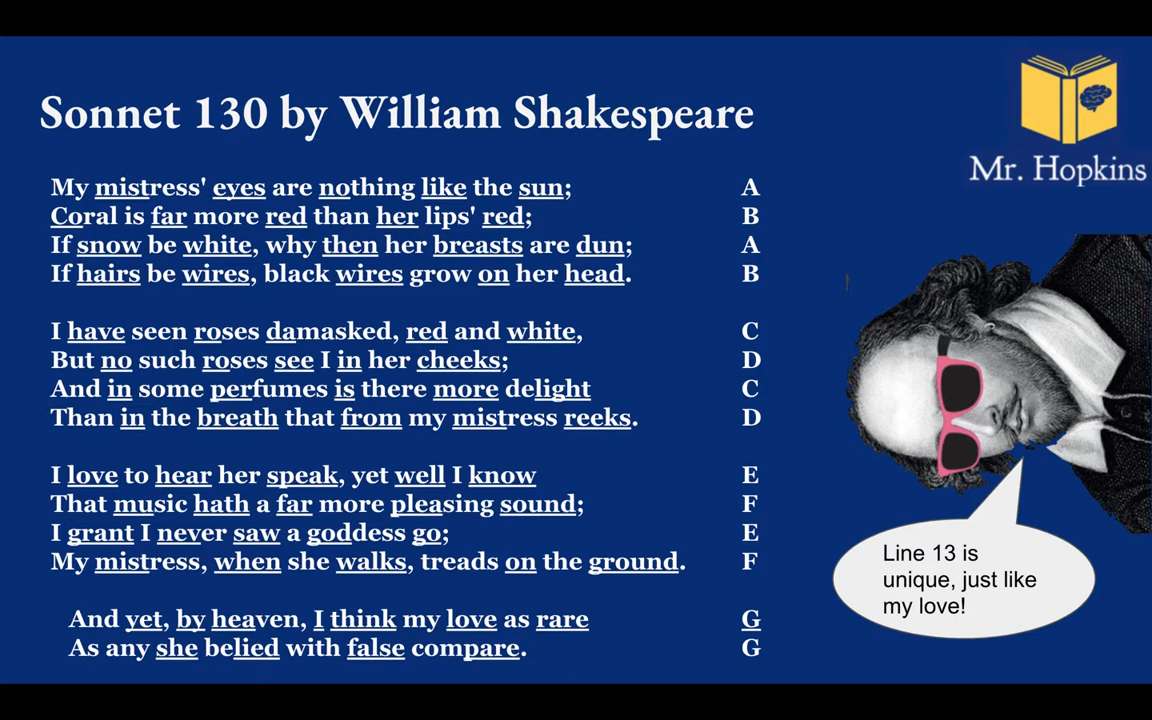 Sonnet 130 by William Shakespeare
Mr. Hopkins
My mistress' eyes are nothing like the sun; A
Coral is far more red than her lips' red; B
If snow be white, why then her breasts are dun; A
If hairs be wires, black wires grow on her head. B
I have seen roses damasked, red and white, C
But no such roses see I in her cheeks; D
And in some perfumes is there more delight C
Than in the breath that from my mistress reeks. D
I love to hear her speak, yet well I know E
That music hath a far more pleasing sound; F
I grant I never saw a goddess go; E
My mistress, when she walks, treads on the ground. F
And yet, by heaven, I think my love as rare G
As any she belied with false compare. G
Line 13 is
unique, just like
my love!